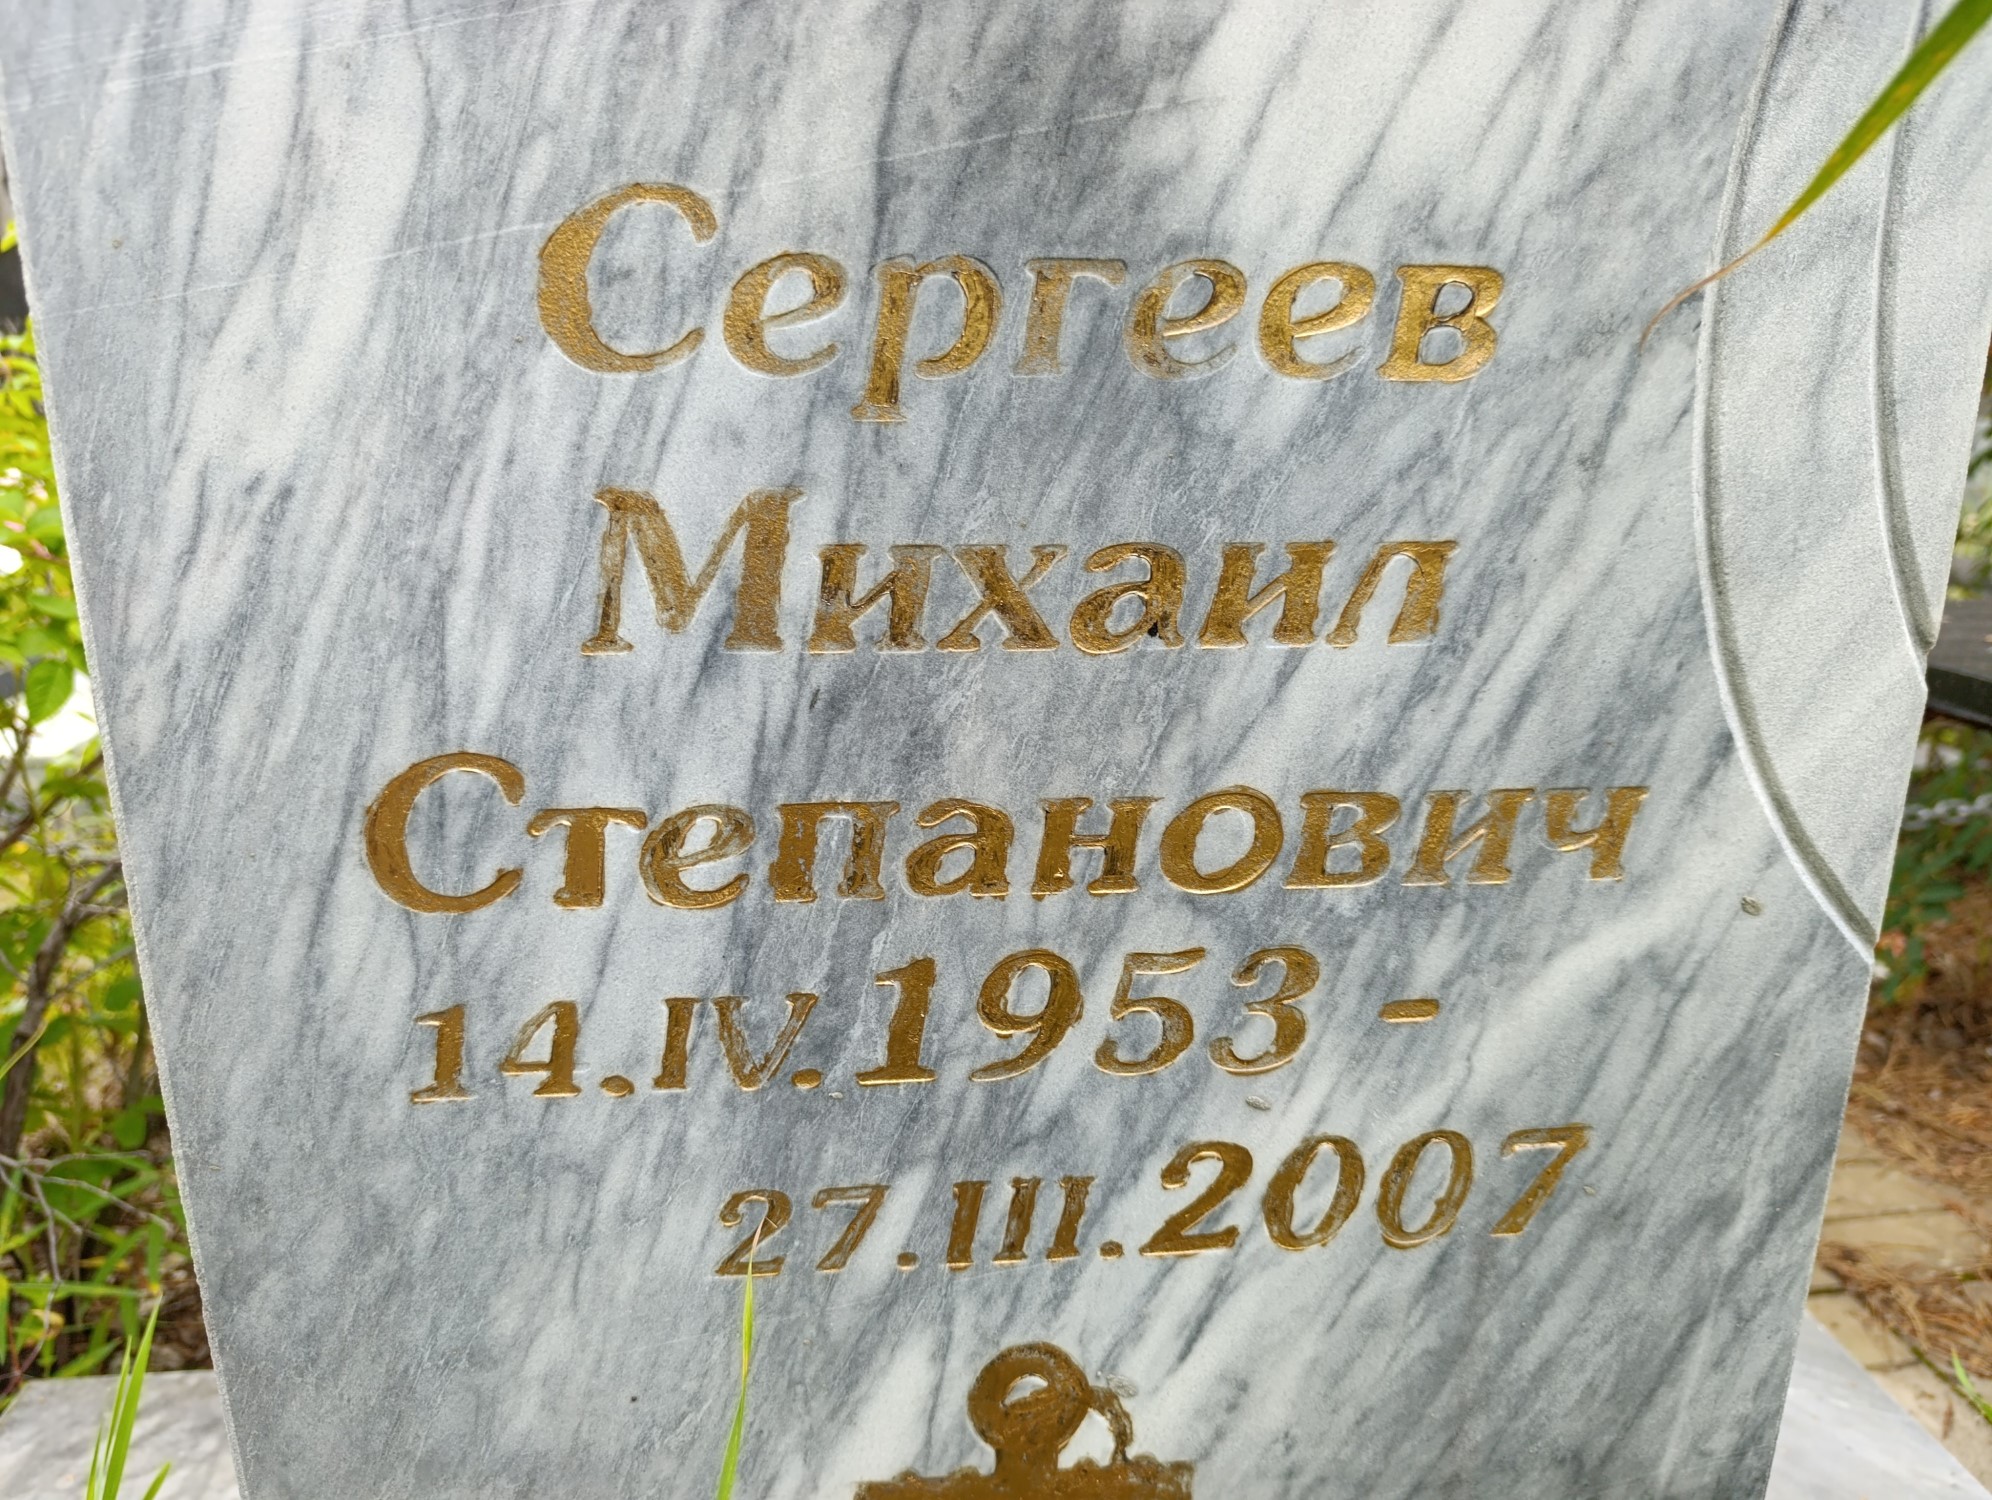 Сергеев
Михаил
Степанович
14.IV.1953 -
27.III.2007